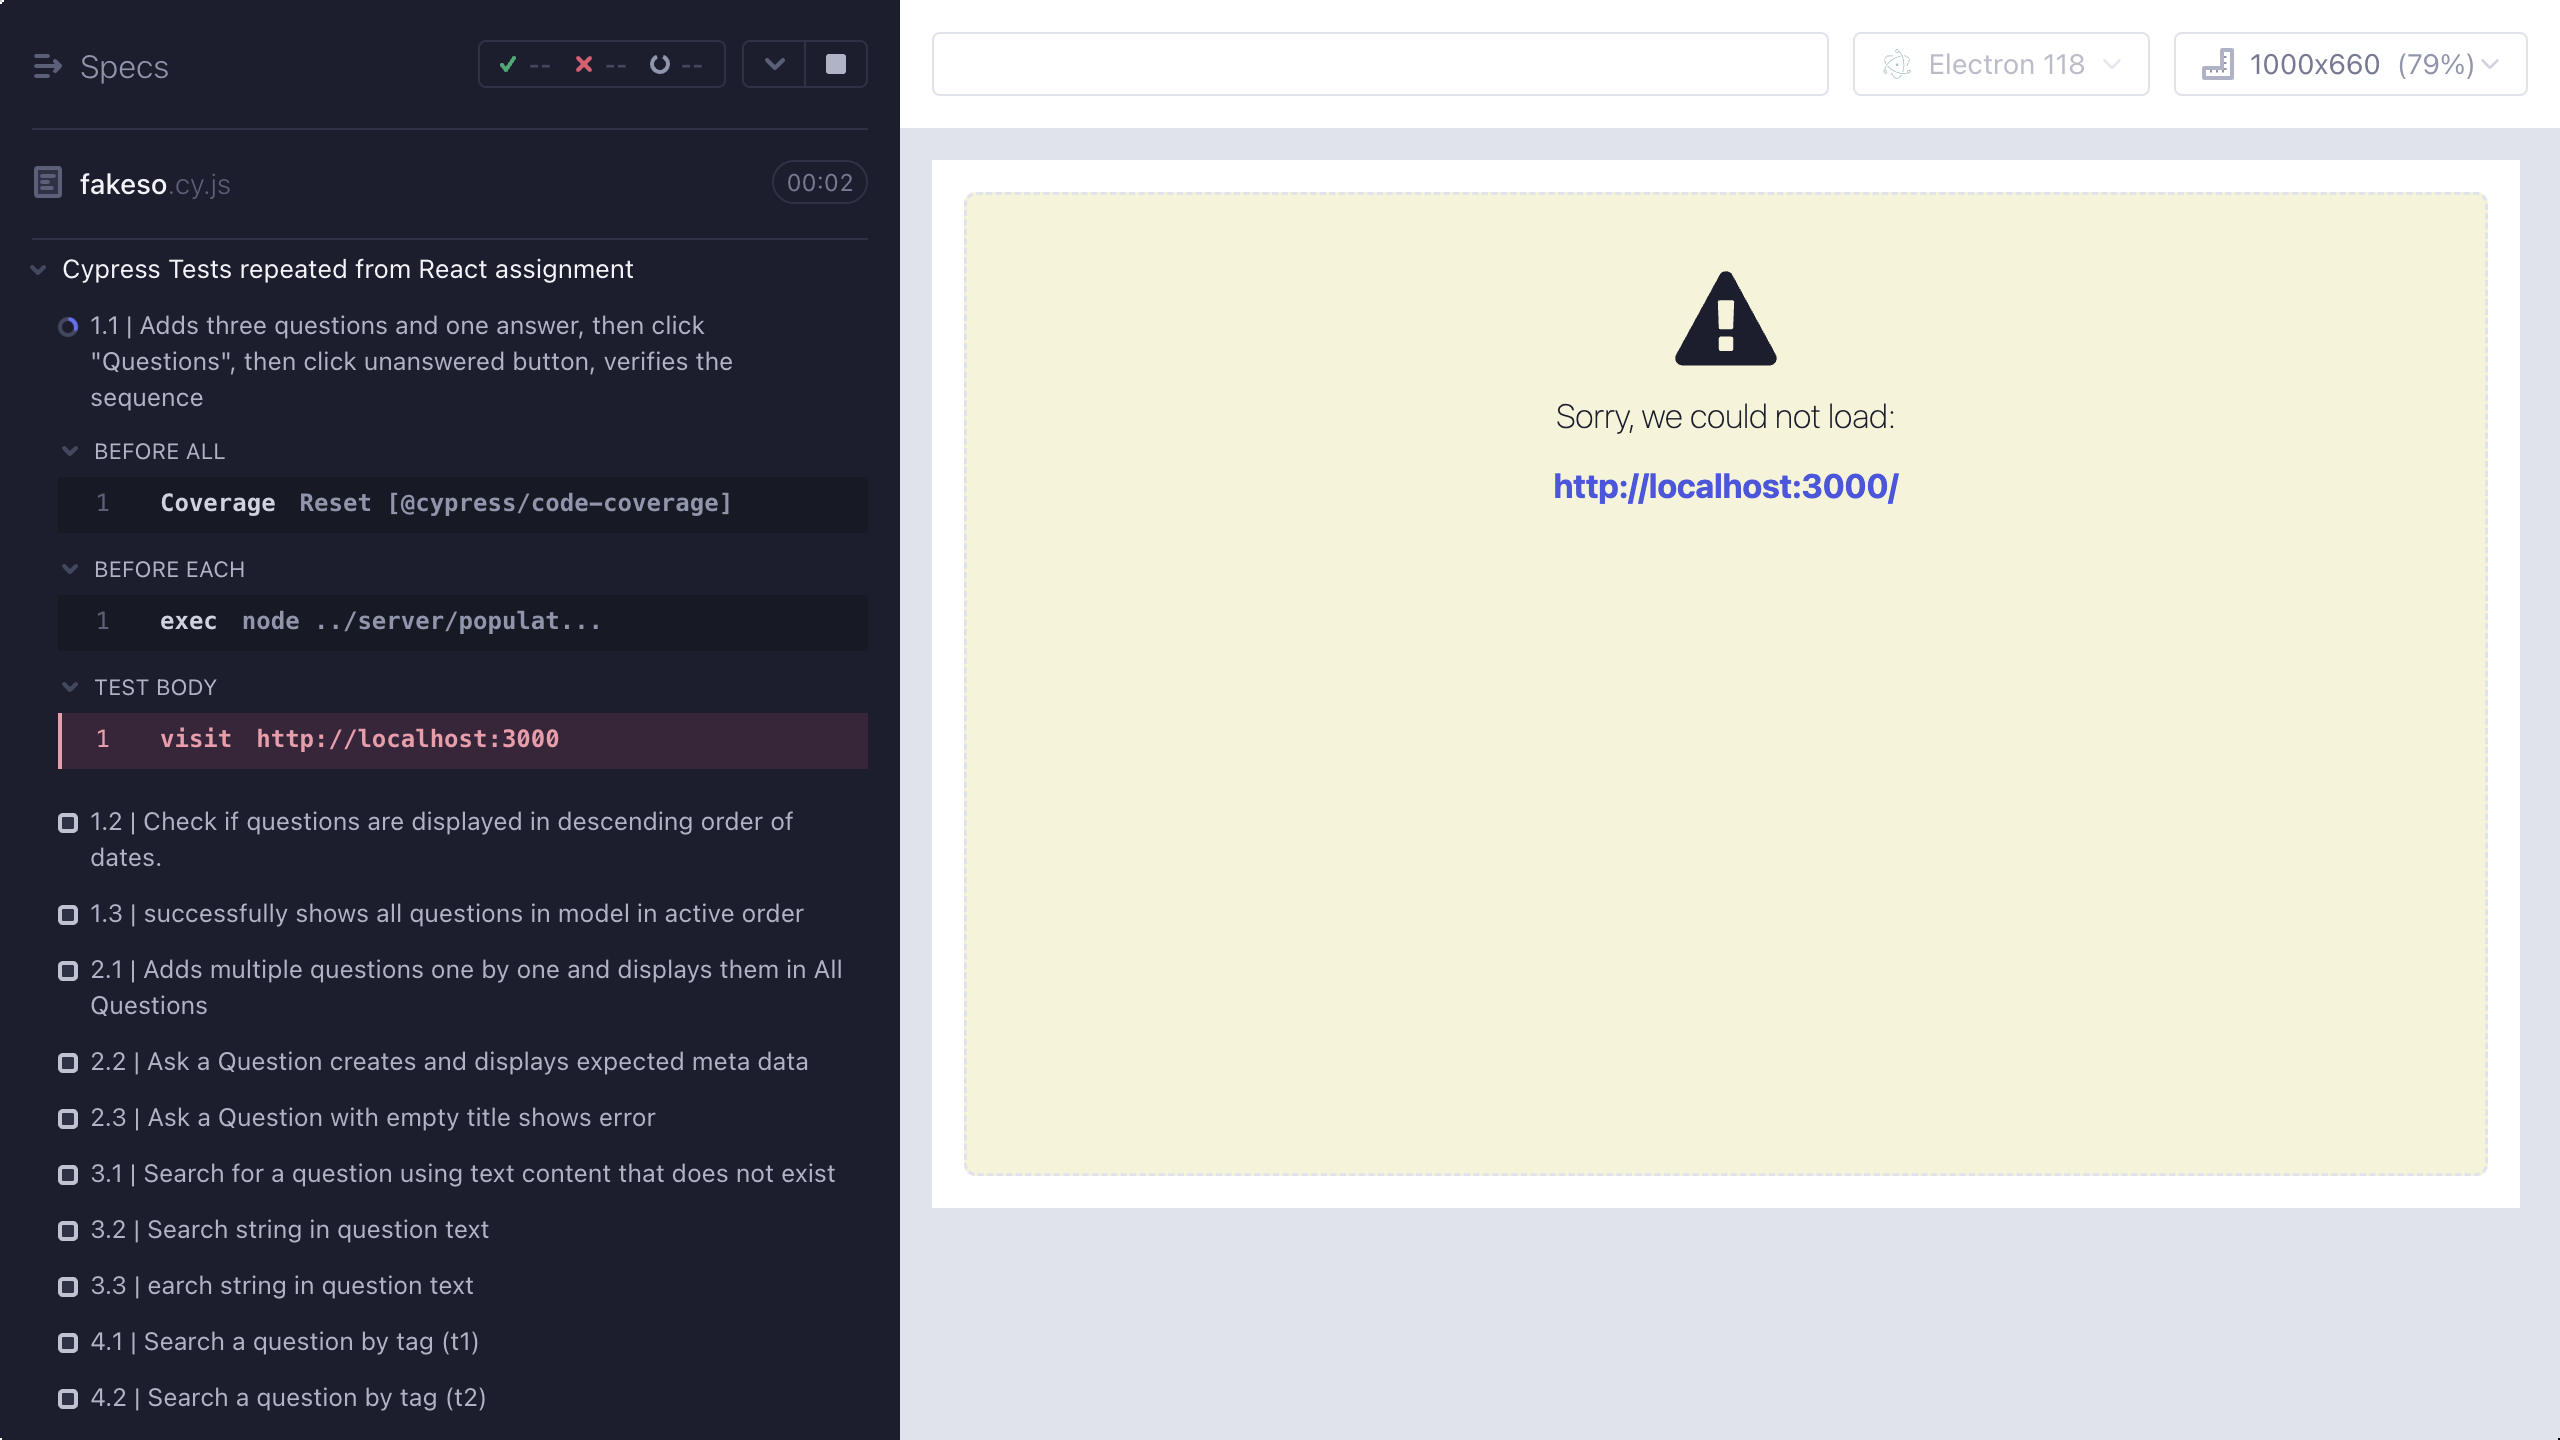 Specs
-- -- --
fakeso.cy.js
00:02
Cypress Tests repeated from React assignment
1.1 | Adds three questions and one answer, then click
"Questions", then click unanswered button, verifies the
sequence
BEFORE ALL
1 Coverage Reset [@cypress/code-coverage]
BEFORE EACH
1 exec node ../server/populat...
TEST BODY
1 visit http://localhost:3000
1.2 | Check if questions are displayed in descending order of
dates.
1.3 | successfully shows all questions in model in active order
2.1 | Adds multiple questions one by one and displays them in All
Questions
2.2 | Ask a Question creates and displays expected meta data
2.3 | Ask a Question with empty title shows error
3.1 | Search for a question using text content that does not exist
3.2 | Search string in question text
3.3 | earch string in question text
4.1 | Search a question by tag (t1)
4.2 | Search a question by tag (t2)
Electron 118
1000x660 (79%)
Sorry, we could not load:
http://localhost:3000/